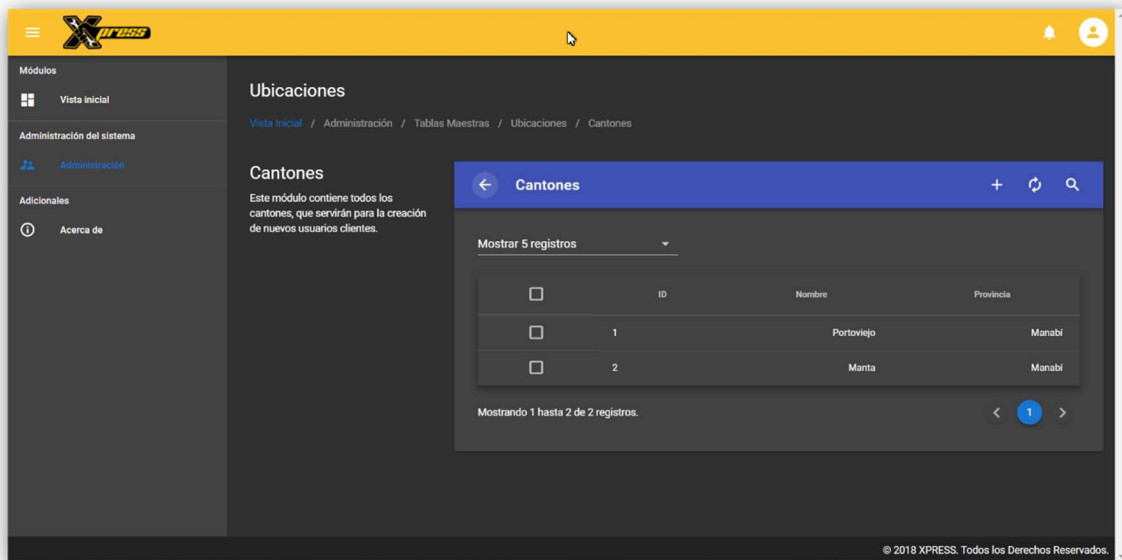 Xpress
Módulos
Vista inicial
Administración del sistema
Administración
Adicionales
Acerca de
Ubicaciones
Vista Inicial / Administración / Tablas Maestras / Ubicaciones / Cantones
Cantones
Este módulo contiene todos los
cantones, que servirán para la creación
de nuevos usuarios clientes.
Cantones
Mostrar 5 registros
ID Nombre Provincia
1 Portoviejo Manabí
2 Manta Manabí
Mostrando 1 hasta 2 de 2 registros.
1
© 2018 XPRESS. Todos los Derechos Reservados.